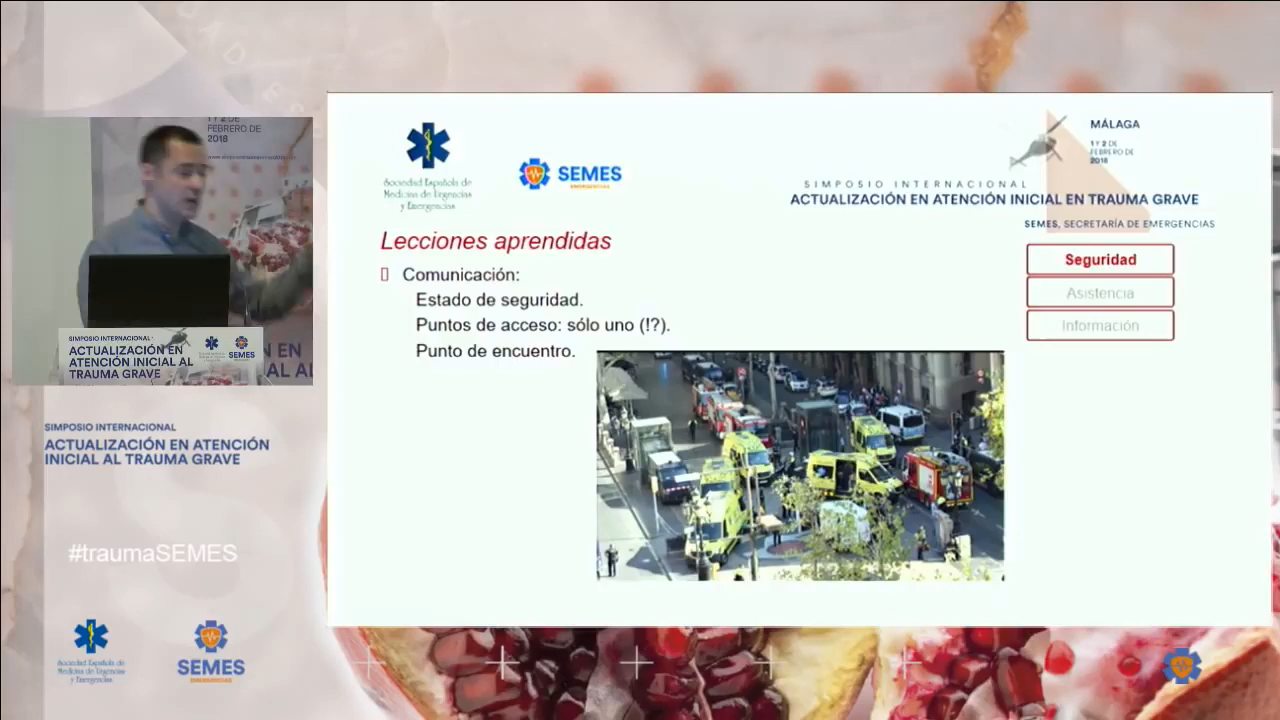 1 Y 2 DE
FEBRERO DE
2018
SIMPOSIO INTERNACIONAL
ACTUALIZACIÓN EN
ATENCIÓN INICIAL AL
TRAUMA GRAVE
SEMES
EN
AL AL
SIMPOSIO INTERNACIONAL
ACTUALIZACIÓN EN ATENCIÓN
INICIAL AL TRAUMA GRAVE
#traumaSEMES
Sociedad Española de
Medicina de Urgencias
y Emergencias
SEMES
EMERGENCIAS
Sociedad Española de
Medicina de Urgencias
y Emergencias
SEMES
EMERGENCIAS
MÁLAGA
1 Y 2 DE
FEBRERO DE
2018
SIMPOSIO INTERNACIONAL
ACTUALIZACIÓN EN ATENCIÓN INICIAL EN TRAUMA GRAVE
SEMES, SECRETARÍA DE EMERGENCIAS
Lecciones aprendidas
Comunicación:
Estado de seguridad.
Puntos de acceso: sólo uno (!?).
Punto de encuentro.
Seguridad
Asistencia
Información